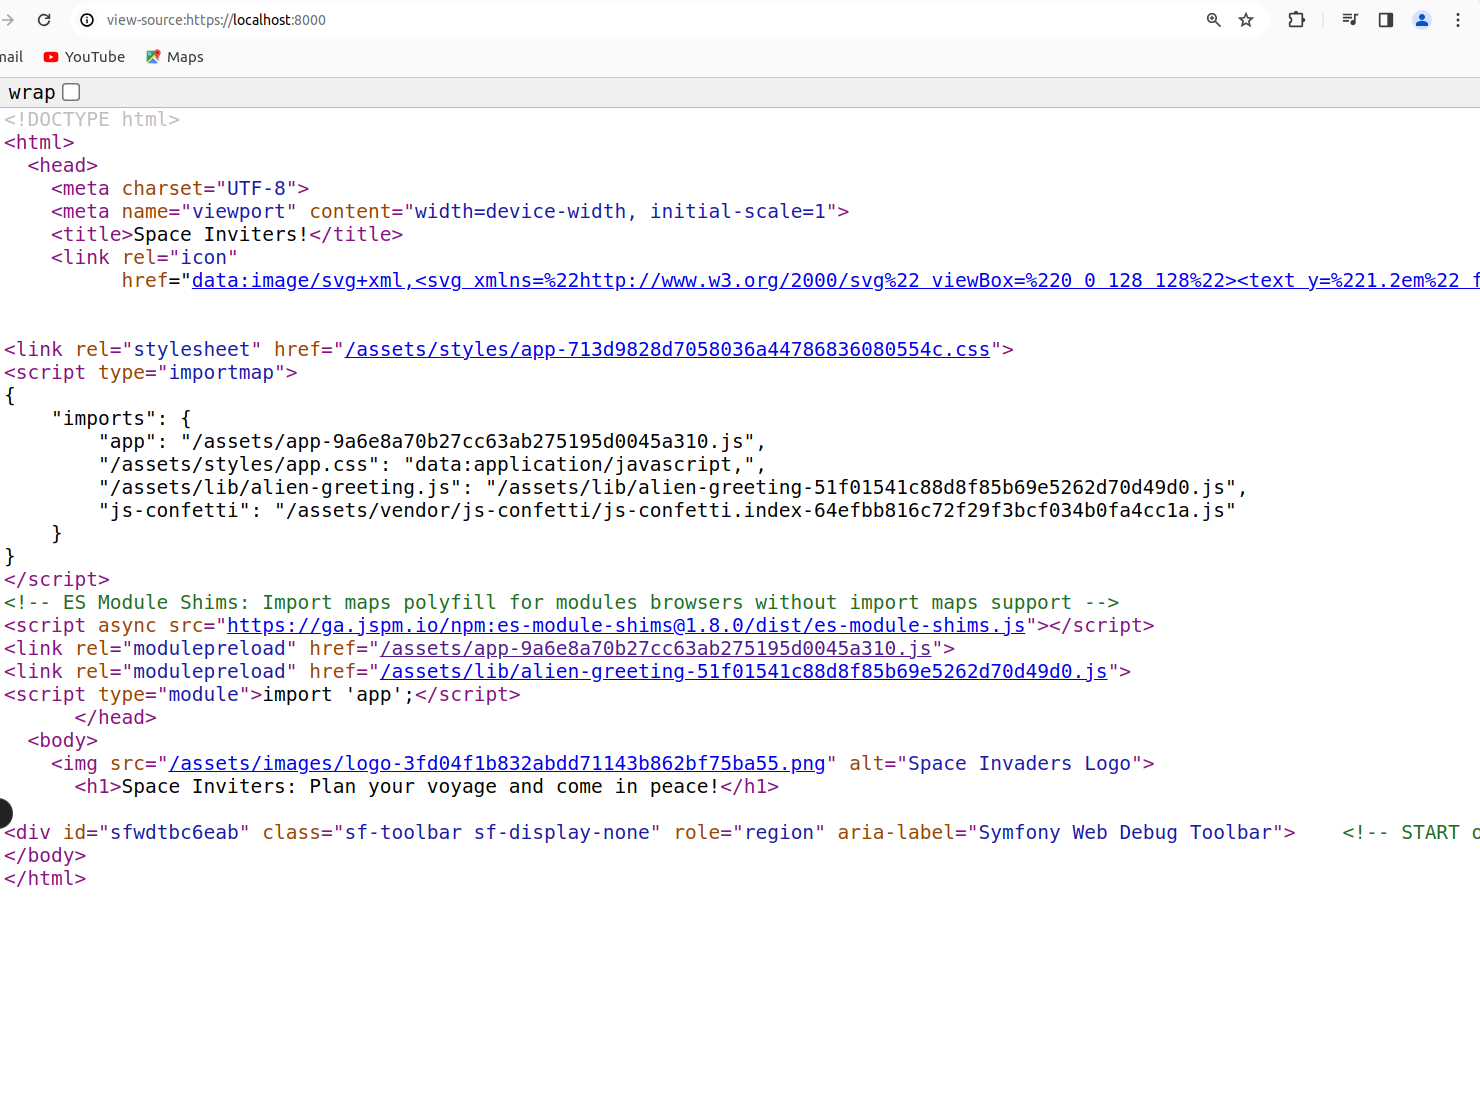 view-source:https://localhost:8000
mail YouTube Maps
wrap
<!DOCTYPE html>
<html>
  <head>
    <meta charset="UTF-8">
    <meta name="viewport" content="width=device-width, initial-scale=1">
    <title>Space Inviters!</title>
    <link rel="icon"
          href="data:image/svg+xml,<svg xmlns=%22http://www.w3.org/2000/svg%22 viewBox=%220 0 128 128%22><text y=%221.2em%22 f
<link rel="stylesheet" href="/assets/styles/app-713d9828d7058036a44786836080554c.css">
<script type="importmap">
{
    "imports": {
        "app": "/assets/app-9a6e8a70b27cc63ab275195d0045a310.js",
        "/assets/styles/app.css": "data:application/javascript,",
        "/assets/lib/alien-greeting.js": "/assets/lib/alien-greeting-51f01541c88d8f85b69e5262d70d49d0.js",
        "js-confetti": "/assets/vendor/js-confetti/js-confetti.index-64efbb816c72f29f3bcf034b0fa4cc1a.js"
    }
}
</script>
<!-- ES Module Shims: Import maps polyfill for modules browsers without import maps support -->
<script async src="https://ga.jspm.io/npm:es-module-shims@1.8.0/dist/es-module-shims.js"></script>
<link rel="modulepreload" href="/assets/app-9a6e8a70b27cc63ab275195d0045a310.js">
<link rel="modulepreload" href="/assets/lib/alien-greeting-51f01541c88d8f85b69e5262d70d49d0.js">
<script type="module">import 'app';</script>
      </head>
  <body>
    <img src="/assets/images/logo-3fd04f1b832abdd71143b862bf75ba55.png" alt="Space Invaders Logo">
      <h1>Space Inviters: Plan your voyage and come in peace!</h1>
<div id="sfwdtbc6eab" class="sf-toolbar sf-display-none" role="region" aria-label="Symfony Web Debug Toolbar">    <!-- START o
</body>
</html>